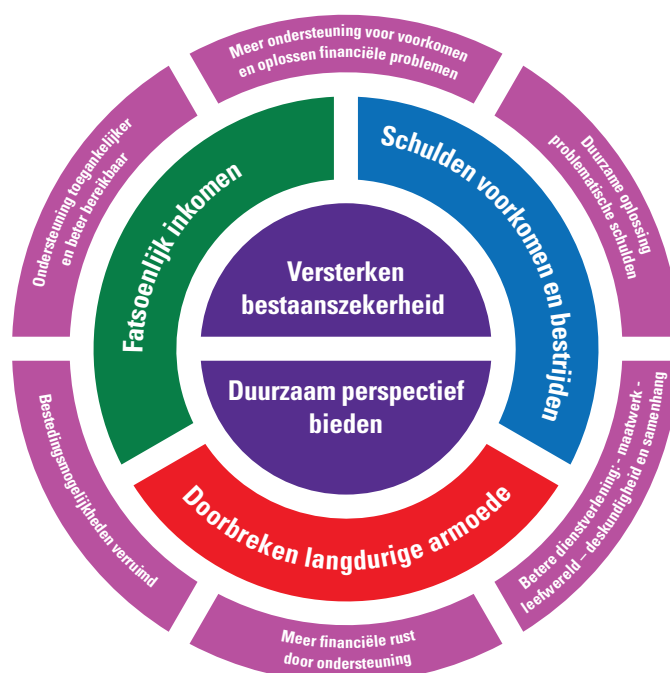 Meer ondersteuning voor voorkomen
en oplossen financiële problemen
Duurzame oplossing
problematische schulden
Betere dienstverlening: - maatwerk -
leefwereld – deskundigheid en samenhang
Meer financiële rust
door ondersteuning
Bestedingsmogelijkheden verruimd
Ondersteuning toegankelijker
en beter bereikbaar
Fatsoenlijk inkomen
Schulden voorkomen en bestrijden
Doorbreken langdurige armoede
Versterken
bestaanszekerheid
Duurzaam perspectief
bieden